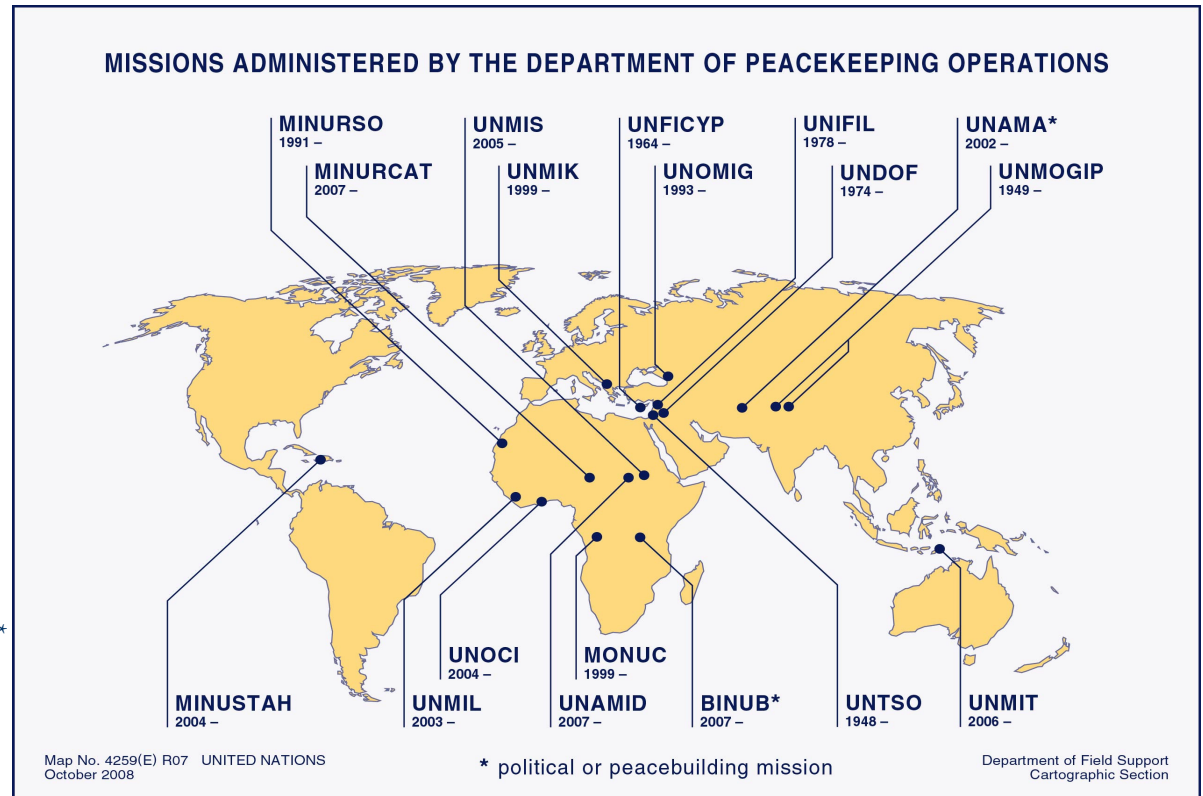 MISSIONS ADMINISTERED BY THE DEPARTMENT OF PEACEKEEPING OPERATIONS
MINURSO
1991 –
MINURCAT
2007 –
UNMIS
2005 –
UNMIK
1999 –
UNFICYP
1964 –
UNOMIG
1993 –
UNIFIL
1978 –
UNDOF
1974 –
UNAMA*
2002 –
UNMOGIP
1949 –
*
MINUSTAH
2004 –
UNMIL
2003 –
UNOCI
2004 –
UNAMID
2007 –
MONUC
1999 –
BINUB*
2007 –
UNTSO
1948 –
UNMIT
2006 –
Map No. 4259(E) R07 UNITED NATIONS
October 2008
* political or peacebuilding mission
Department of Field Support
Cartographic Section